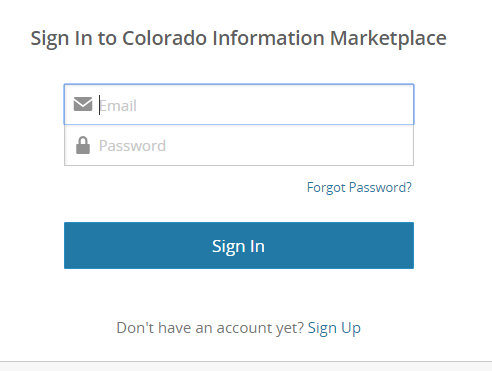 Sign In to Colorado Information Marketplace
Email
Password
Forgot Password?
Sign In
Don't have an account yet? Sign Up